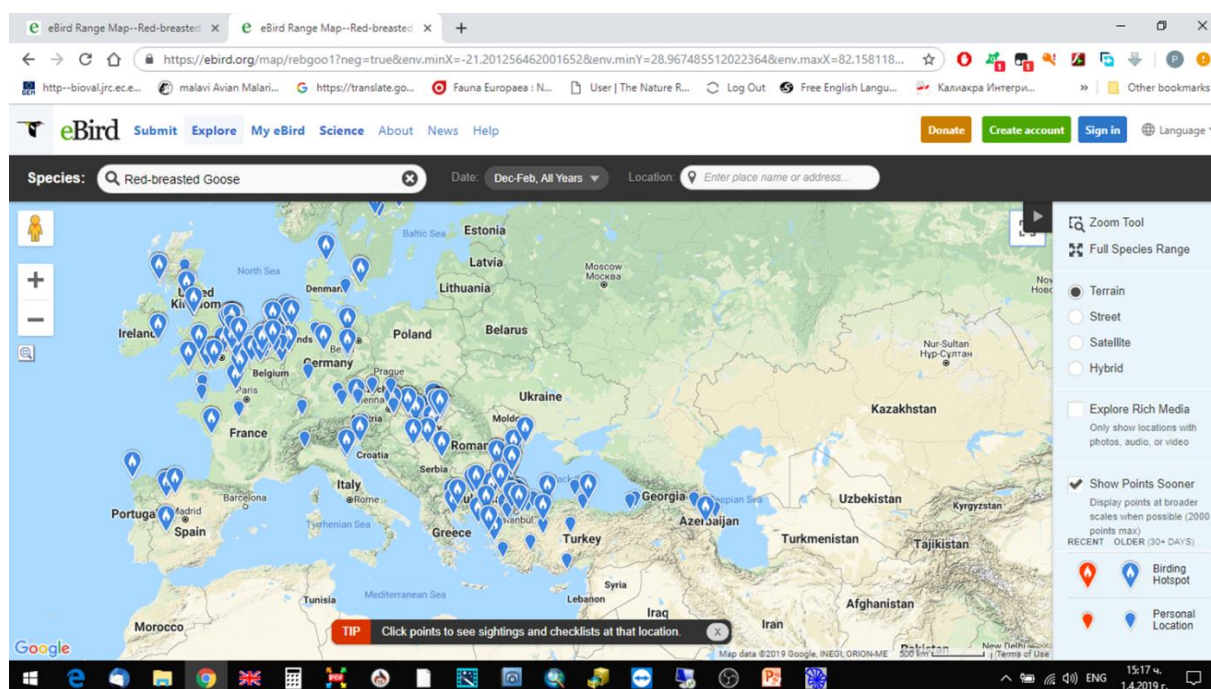 eBird Range Map--Red-breasted
eBird Range Map--Red-breasted
https://ebird.org/map/rebgoo1?neg=true&env.minX=-21.201256462001652&env.minY=28.967485512022364&env.maxX=82.158118...
http--bioval.jrc.ec.e...
malavi Avian Malari...
https://translate.go...
Fauna Europaea : N...
User | The Nature R...
Log Out
Free English Langu...
Калиакра Интегри...
»
Other bookmarks
eBird
Submit
Explore
My eBird
Science
About
News
Help
Donate
Create account
Sign in
Language
Species:
Red-breasted Goose
Date:
Dec-Feb, All Years
Location:
Enter place name or address...
Zoom Tool
Full Species Range
Terrain
Street
Satellite
Hybrid
Explore Rich Media
Only show locations with
photos, audio, or video
Show Points Sooner
Display points at broader
scales when possible (2000
points max)
RECENT OLDER (30+ DAYS)
Birding
Hotspot
Personal
Location
Baltic Sea
Estonia
Latvia
Moscow
Москва
North Sea
Denmark
Lithuania
Ireland
Poland
Belarus
Nur-Sultan
Нұр-Сұлтан
Germany
Belgium
Prague
Paris
Ukraine
Kazakhstan
France
Croatia
Serbia
Italy
Rome
Barcelona
Madrid
Spain
Tyrrhenian Sea
Greece
Turkey
Georgia
Azerbaijan
Uzbekistan
Kyrgyzstan
Turkmenistan
Tajikistan
Syria
Lebanon
Mediterranean Sea
Tunisia
Iraq
Iran
Afghanistan
Morocco
Pakistan
New Delhi
TIP
Click points to see sightings and checklists at that location.
X
Google
Map data ©2019 Google, INEGI, ORION-ME
500 km
Terms of Use
ENG
15:17 ч.
1.4.2019 г.